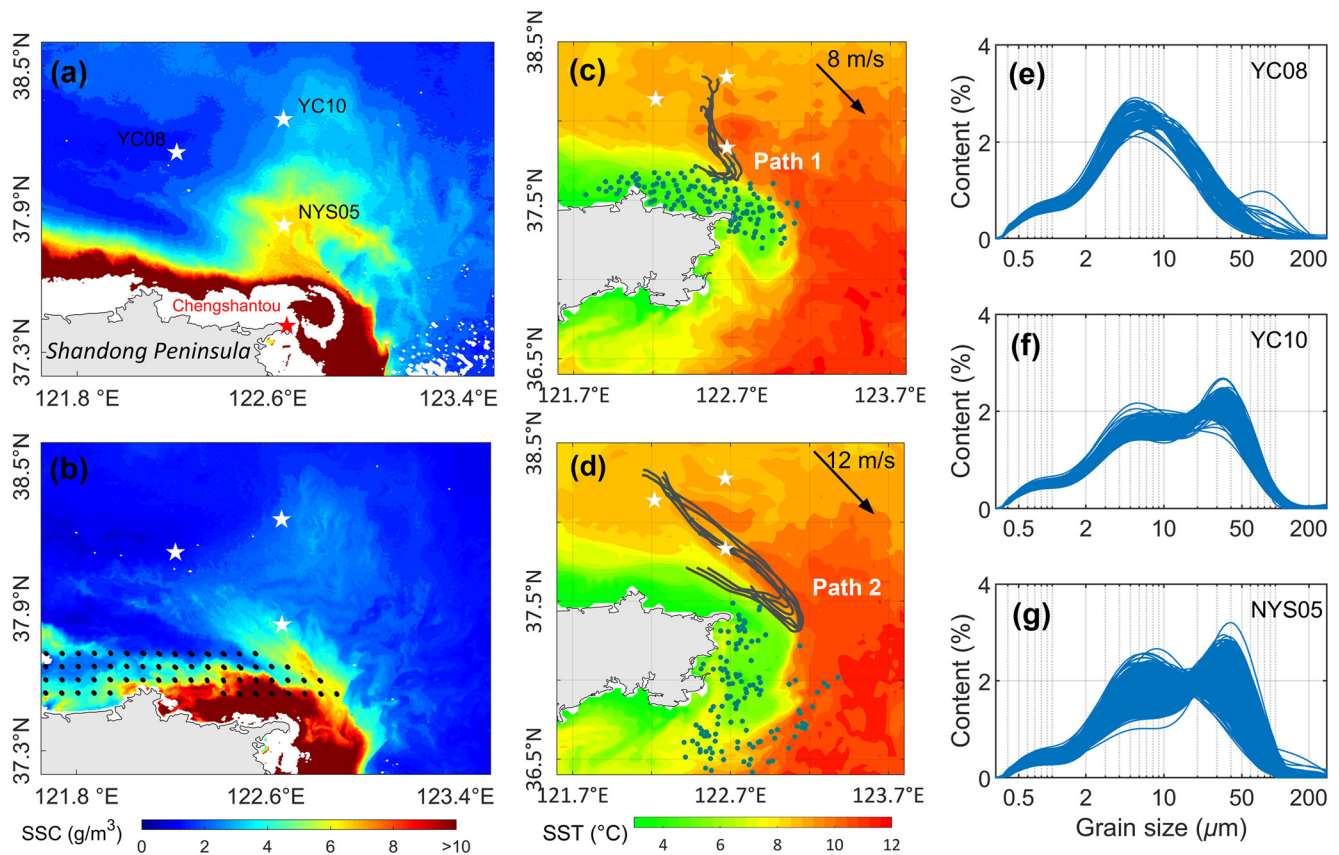 (a)
38.5°N
37.9°N
37.3°N
YC10
YC08
NYS05
Chengshantou
Shandong Peninsula
121.8 °E
122.6°E
123.4°E
(b)
38.5°N
37.9°N
37.3°N
121.8°E
122.6°E
123.4°E
SSC (g/m³)
0
2
4
6
8
>10
(c)
38.5°N
37.5°N
36.5°N
8 m/s
Path 1
121.7°E
122.7°E
123.7°E
(d)
38.5°N
37.5°N
36.5°N
12 m/s
Path 2
121.7°E
122.7°E
123.7°E
SST (°C)
4
6
8
10
12
(e)
YC08
Content (%)
4
2
0
0.5
2
10
50
200
(f)
YC10
Content (%)
4
2
0
0.5
2
10
50
200
(g)
NYS05
Content (%)
4
2
0
0.5
2
10
50
200
Grain size (μm)